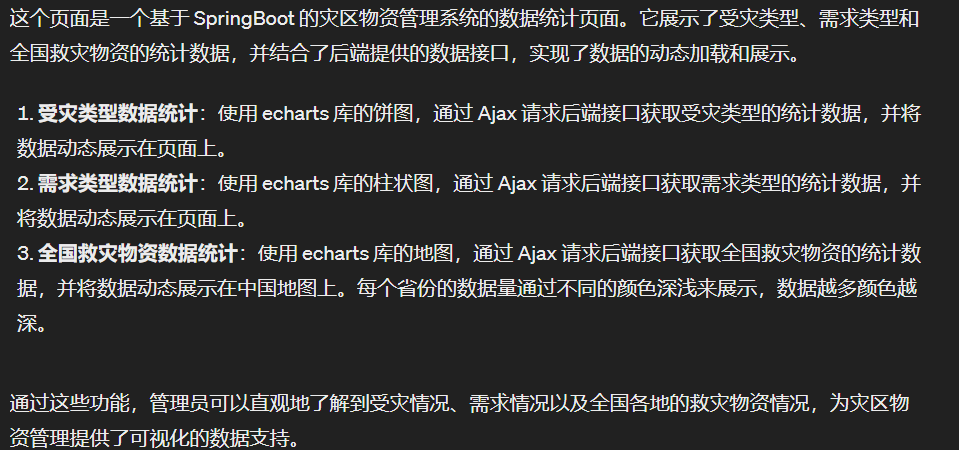 这个页面是一个基于 SpringBoot 的灾区物资管理系统的数据统计页面。它展示了受灾类型、需求类型和
全国救灾物资的统计数据，并结合了后端提供的数据接口，实现了数据的动态加载和展示。
1. 受灾类型数据统计：使用 echarts 库的饼图，通过 Ajax 请求后端接口获取受灾类型的统计数据，并将
数据动态展示在页面上。
2. 需求类型数据统计：使用 echarts 库的柱状图，通过 Ajax 请求后端接口获取需求类型的统计数据，并
将数据动态展示在页面上。
3. 全国救灾物资数据统计：使用 echarts 库的地图，通过 Ajax 请求后端接口获取全国救灾物资的统计数
据，并将数据动态展示在中国地图上。每个省份的数据量通过不同的颜色深浅来展示，数据越多颜色越
深。
通过这些功能，管理员可以直观地了解到受灾情况、需求情况以及全国各地的救灾物资情况，为灾区物
资管理提供了可视化的数据支持。